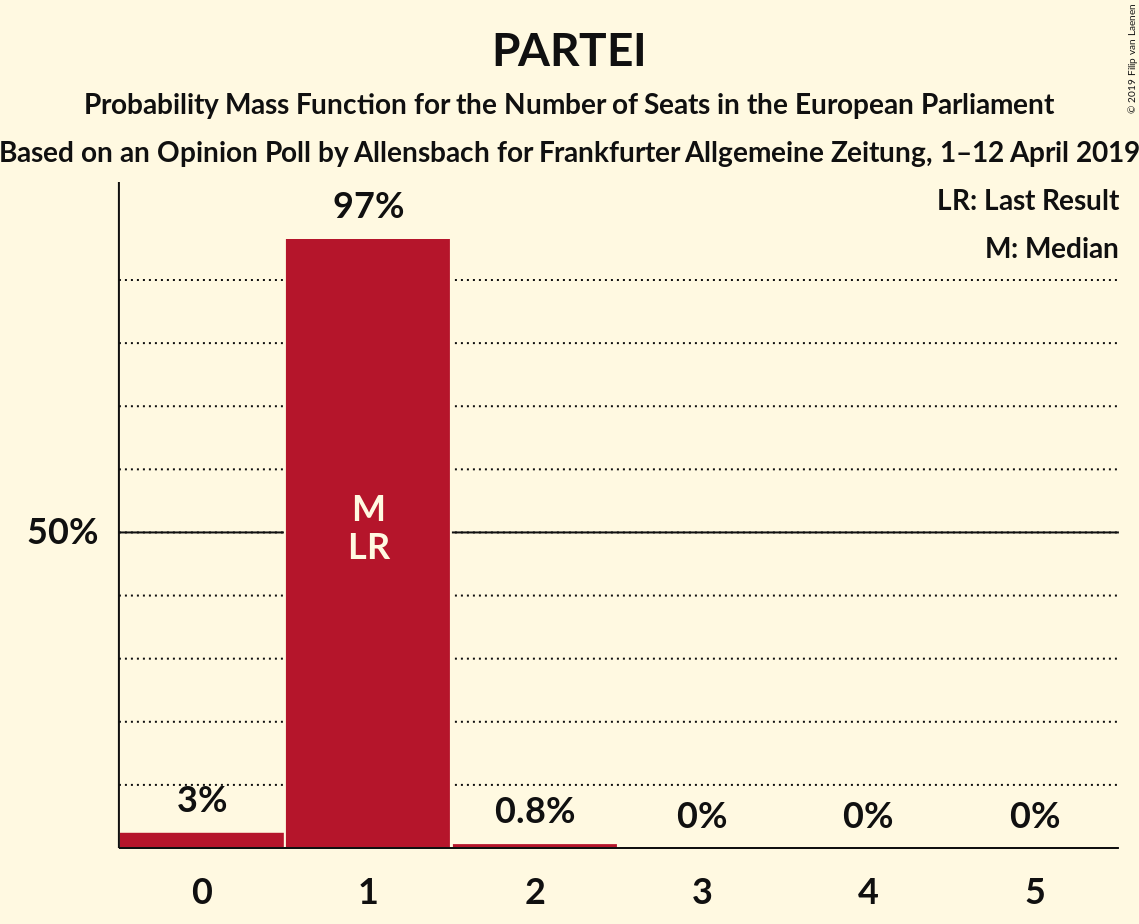 PARTEI
Probability Mass Function for the Number of Seats in the European Parliament
Based on an Opinion Poll by Allensbach for Frankfurter Allgemeine Zeitung, 1–12 April 2019
© 2019 Filip van Laenen
LR: Last Result
M: Median
97%
M
LR
50%
3%
0.8%
0%
0%
0%
0
1
2
3
4
5